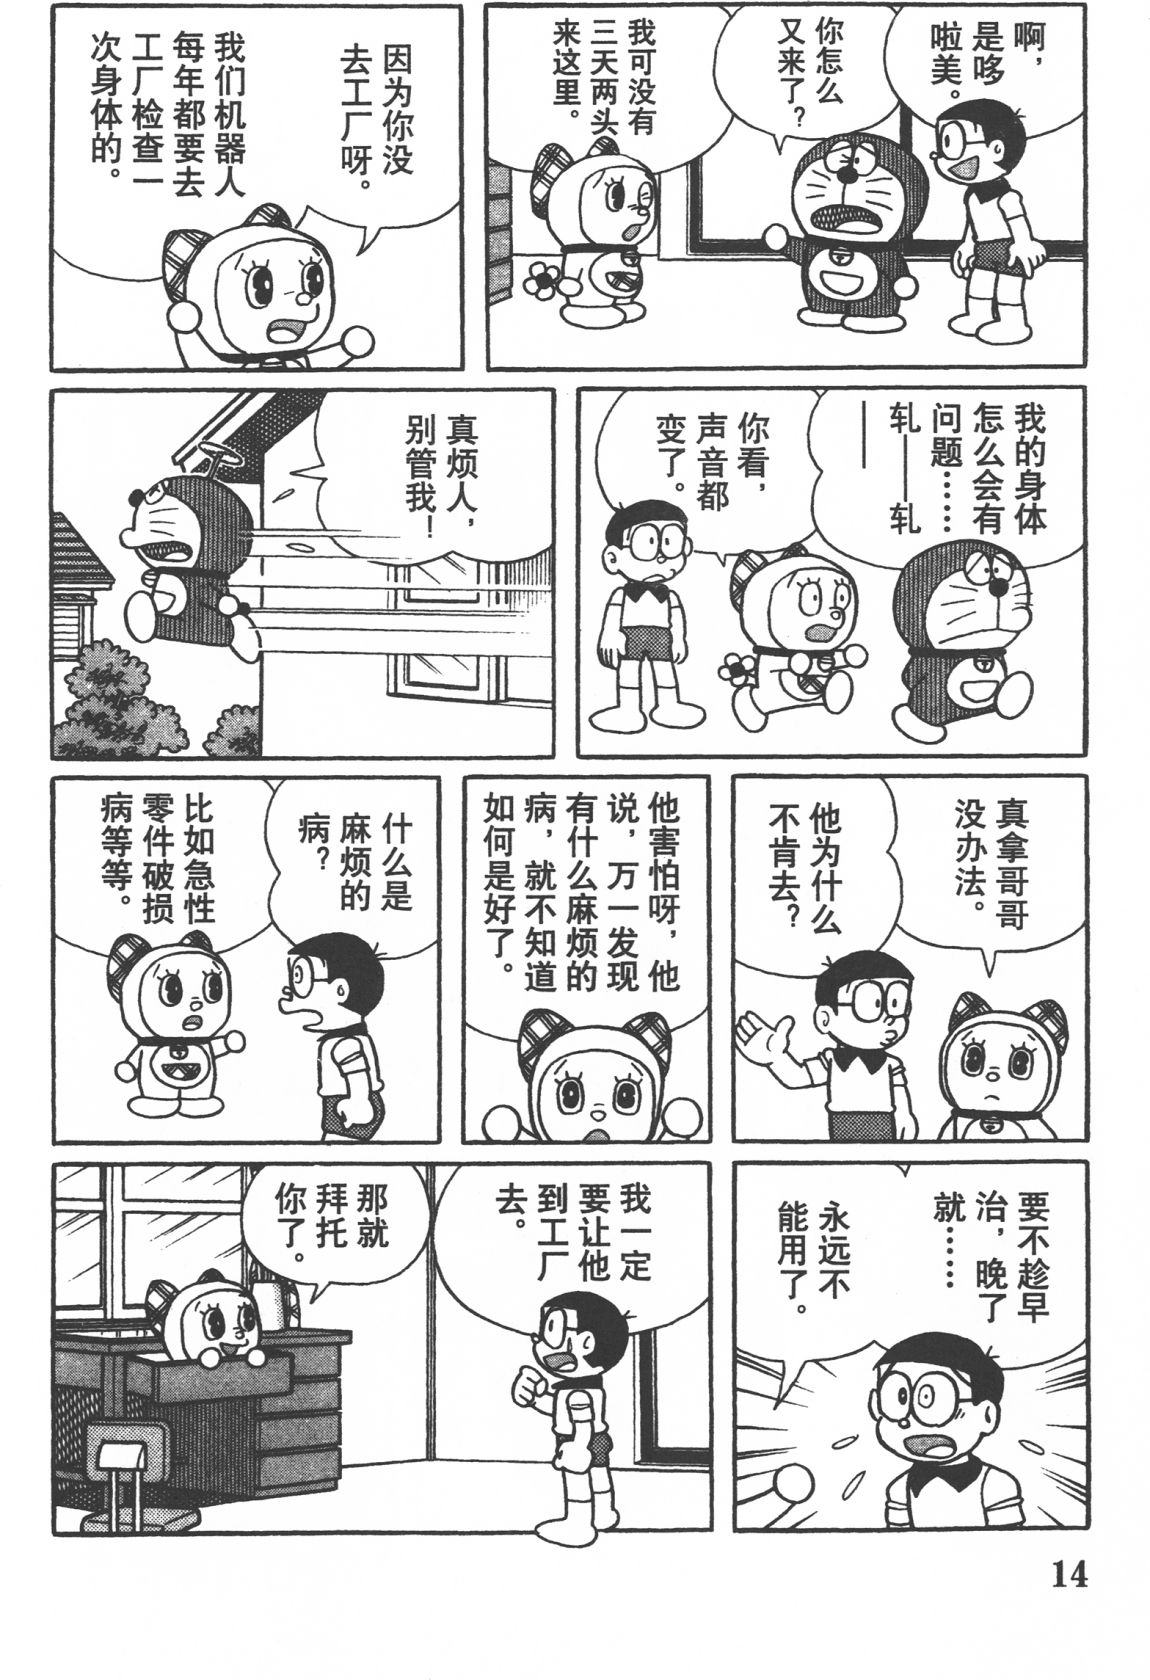 啊，
是哆
啦美。
你怎么
又来了？
我可没有
三天两头
来这里。
因为你没
去工厂呀。
我们机器人
每年都要去
工厂检查一
次身体的。
我的身体
怎么会有
问题……
轧——轧
——
你看，
声音都
变了。
真烦人，
别管我！
真拿哥哥
没办法。
他为什么
不肯去？
他害怕呀，他
说，万一发现
有什么麻烦的
病，就不知道
如何是好了。
什么是
麻烦的
病？
比如急性
零件破损
病等等。
要不趁早
治，晚了
就……
永远不
能用了。
我一定
要让他
到工厂
去。
那就
拜托
你了。
14